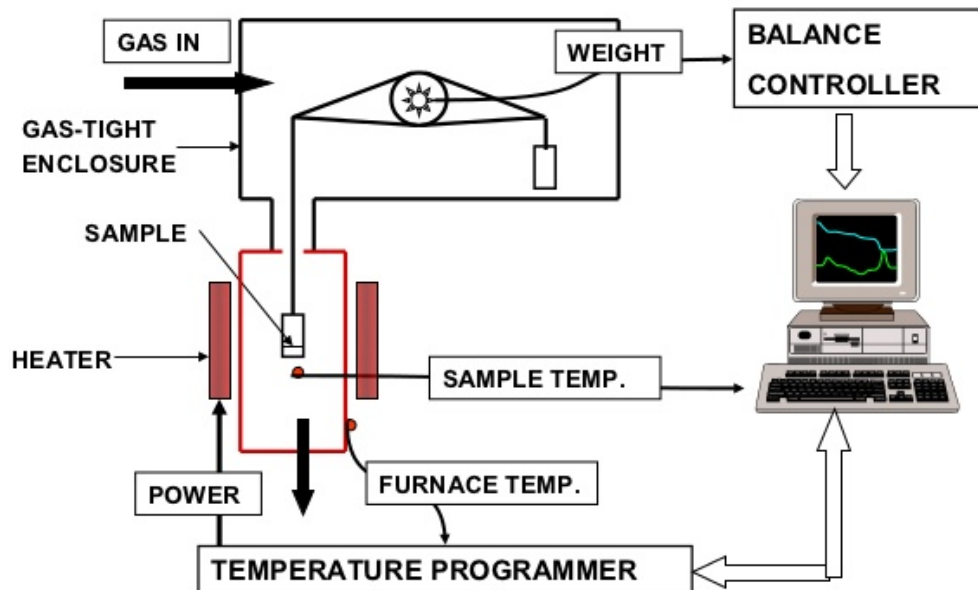 GAS IN
WEIGHT
BALANCE
CONTROLLER
GAS-TIGHT
ENCLOSURE
SAMPLE
HEATER
SAMPLE TEMP.
POWER
FURNACE TEMP.
TEMPERATURE PROGRAMMER